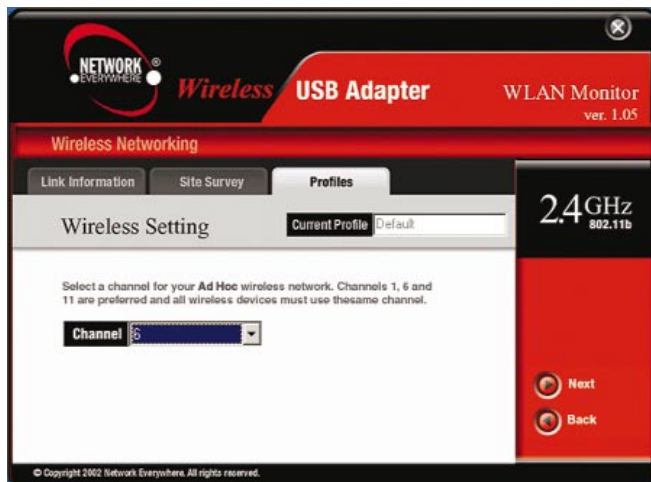 NETWORK ®
EVERYWHERE
Wireless USB Adapter
WLAN Monitor
ver. 1.05
Wireless Networking
Link Information
Site Survey
Profiles
2.4GHz
802.11b
Wireless Setting
Current Profile Default
Select a channel for your Ad Hoc wireless network. Channels 1, 6 and
11 are preferred and all wireless devices must use thesame channel.
Channel 6
Next
Back
© Copyright 2002 Network Everywhere. All rights reserved.